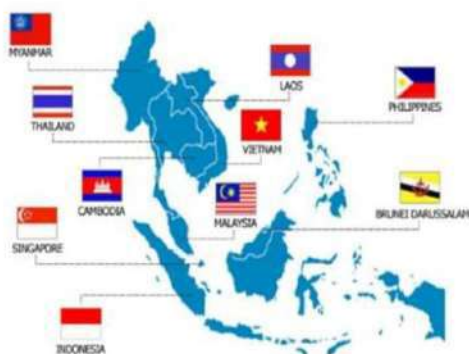 MYANMAR
LAOS
PHILIPPINES
THAILAND
VIETNAM
CAMBODIA
MALAYSIA
BRUNEI DARUSSALAM
SINGAPORE
INDONESIA